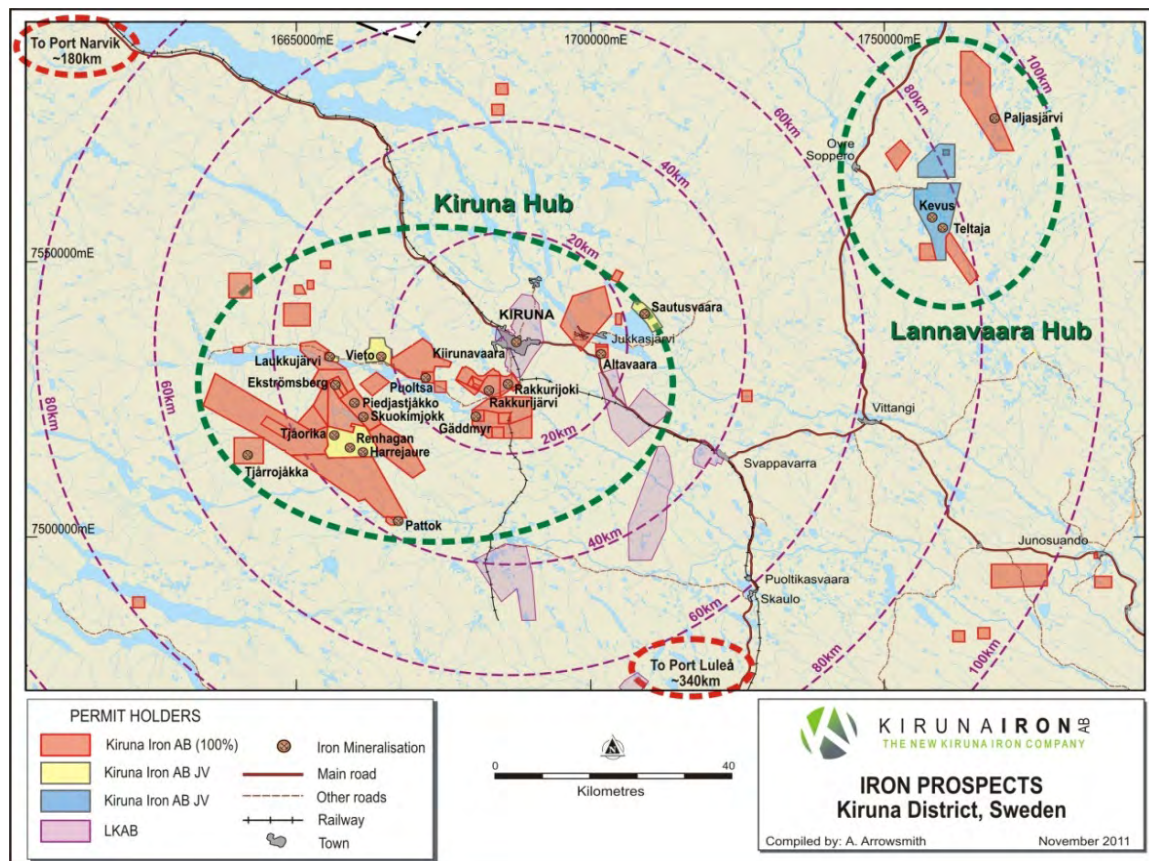 To Port Narvik
~180km
1665000mE
1700000mE
1750000mE
100km
80km
60km
40km
20km
Paljasjärvi
Ovre
Soppero
Kevus
Teltaja
Kiruna Hub
7550000mE
Lannavaara Hub
Sautusvaara
KIRUNA
Jukkasjärvi
Altavaara
Laukkujärvi
Vieto
Kiirunavaara
Ekströmsberg
Puoltsa
Rakkurijoki
Piedjastjåkko
Rakkurijärvi
Skuokimjokk
Gäddmyr
Tjåorika
Renhagan
Harrejaure
Tjårrojåkka
Pattok
20km
Vittangi
Svappavarra
7500000mE
40km
Junosuando
Puoltikasvaara
Skaulo
60km
80km
60km
80km
100km
To Port Luleå
~340km
PERMIT HOLDERS
Kiruna Iron AB (100%)
Kiruna Iron AB JV
Kiruna Iron AB JV
LKAB
Iron Mineralisation
Main road
Other roads
Railway
Town
0
40
Kilometres
KIRUNAIRON AB
THE NEW KIRUNA IRON COMPANY
IRON PROSPECTS
Kiruna District, Sweden
Compiled by: A. Arrowsmith
November 2011